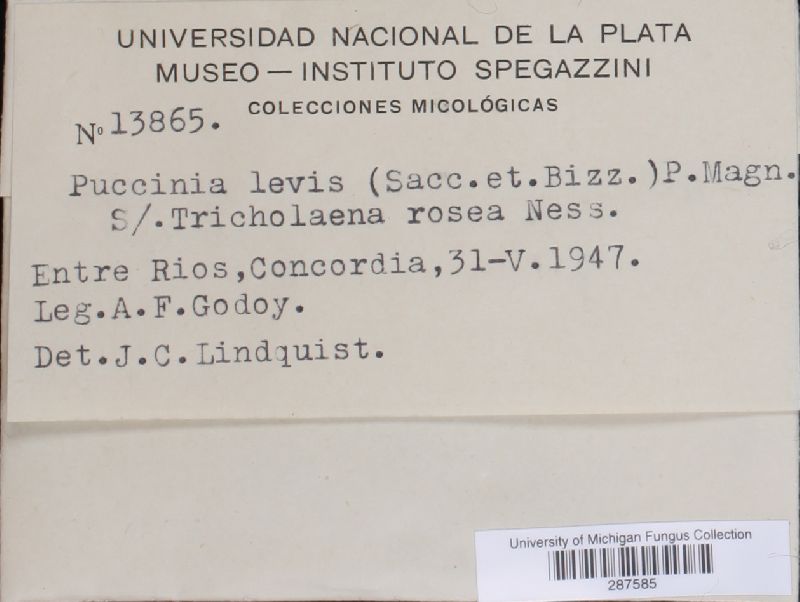 UNIVERSIDAD NACIONAL DE LA PLATA
MUSEO — INSTITUTO SPEGAZZINI
COLECCIONES MICOLÓGICAS
Nº 13865.
Puccinia levis (Sacc.et.Bizz.)P.Magn.
S/.Tricholaena rosea Ness.
Entre Rios,Concordia,31-V.1947.
Leg.A.F.Godoy.
Det.J.C.Lindquist.
University of Michigan Fungus Collection
287585